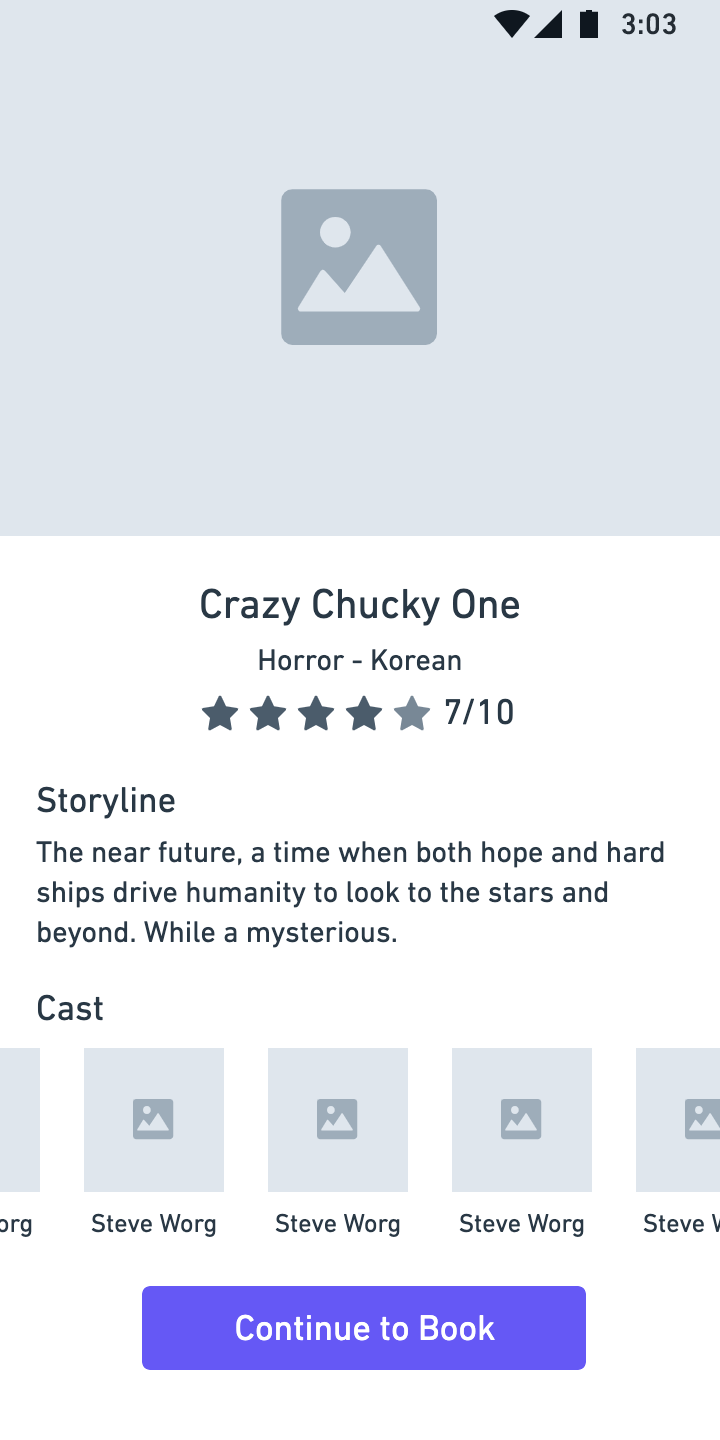 3:03
Crazy Chucky One
Horror - Korean
7/10
Storyline
The near future, a time when both hope and hard
ships drive humanity to look to the stars and
beyond. While a mysterious.
Cast
org Steve Worg Steve Worg Steve Worg Steve
Continue to Book